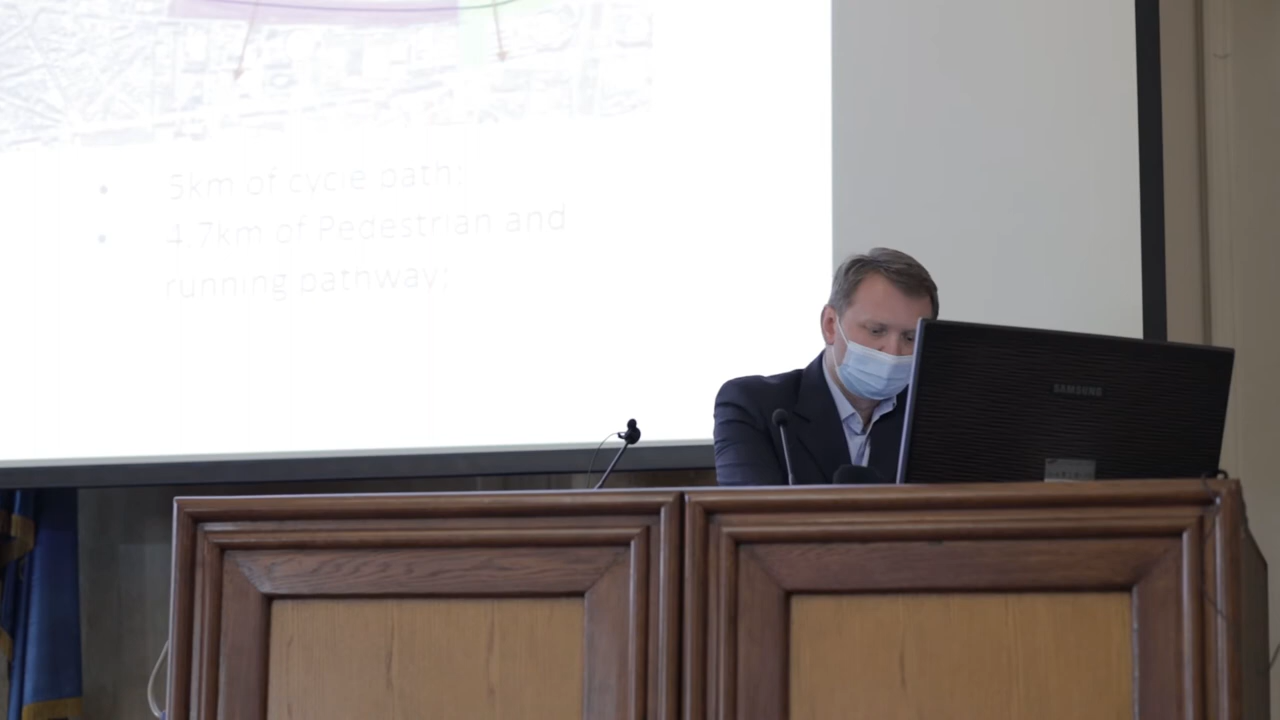 • 5km of cycle path;
• 4.7km of Pedestrian and
running pathway;
SAMSUNG